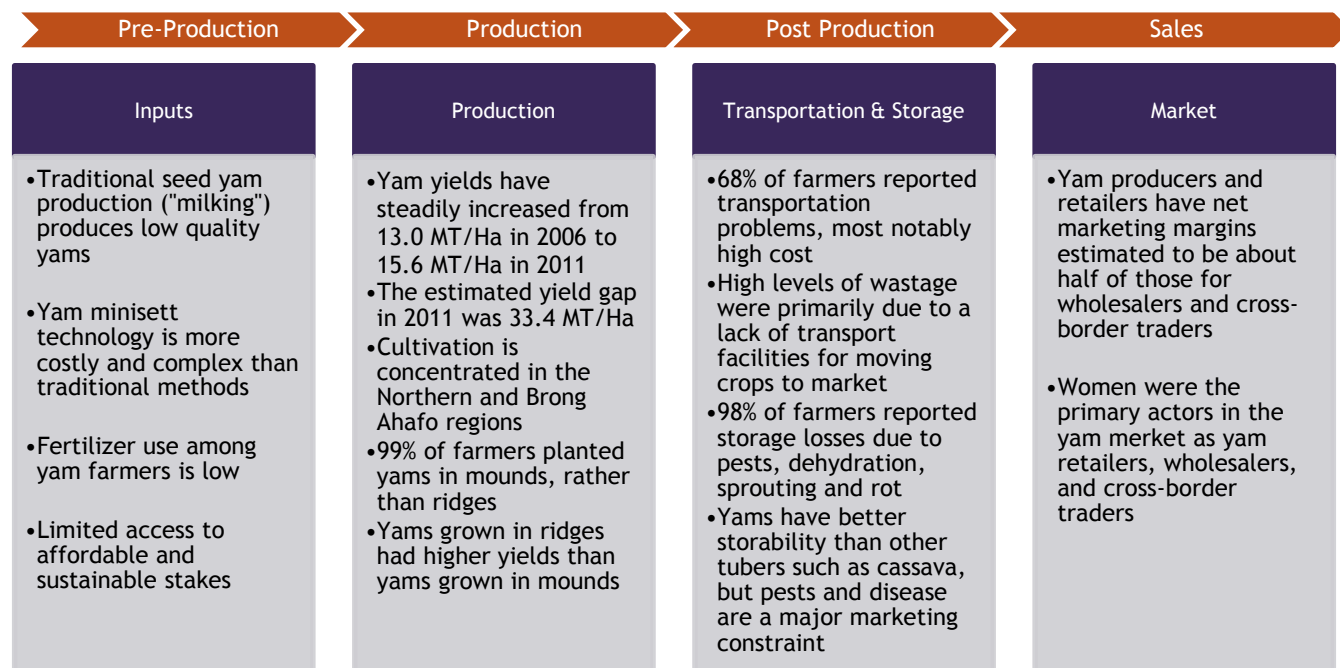 Pre-Production
Production
Post Production
Sales
Inputs
•Traditional seed yam
production ("milking")
produces low quality
yams
•Yam minisett
technology is more
costly and complex than
traditional methods
•Fertilizer use among
yam farmers is low
•Limited access to
affordable and
sustainable stakes
Production
•Yam yields have
steadily increased from
13.0 MT/Ha in 2006 to
15.6 MT/Ha in 2011
•The estimated yield gap
in 2011 was 33.4 MT/Ha
•Cultivation is
concentrated in the
Northern and Brong
Ahafo regions
•99% of farmers planted
yams in mounds, rather
than ridges
•Yams grown in ridges
had higher yields than
yams grown in mounds
Transportation & Storage
•68% of farmers reported
transportation
problems, most notably
high cost
•High levels of wastage
were primarily due to a
lack of transport
facilities for moving
crops to market
•98% of farmers reported
storage losses due to
pests, dehydration,
sprouting and rot
•Yams have better
storability than other
tubers such as cassava,
but pests and disease
are a major marketing
constraint
Market
•Yam producers and
retailers have net
marketing margins
estimated to be about
half of those for
wholesalers and cross-
border traders
•Women were the
primary actors in the
yam merket as yam
retailers, wholesalers,
and cross-border
traders